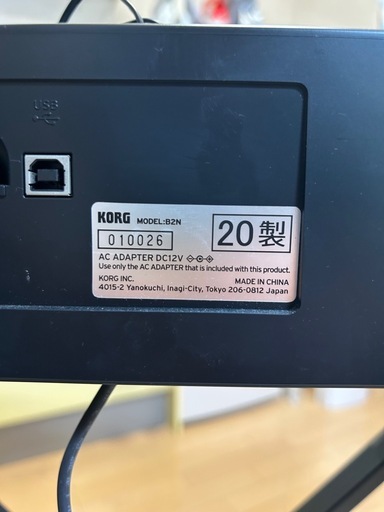 USB
KORG MODEL:B2N
010026
20製
AC ADAPTER DC12V
Use only the AC ADAPTER that is included with this product.
KORG INC. MADE IN CHINA
4015-2 Yanokuchi, Inagi-City, Tokyo 206-0812 Japan